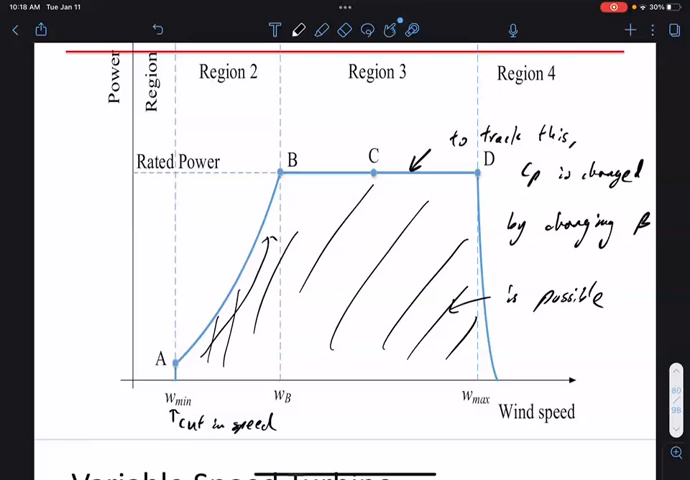 10:18 AM Tue Jan 11
30%
Power
Region
Region 2
Region 3
Region 4
to track this,
Rated Power
B
C
D
Cp is changed
by changing β
is possible
A
wmin
wB
wmax
Wind speed
cut in speed
80
/
98
Variable Speed Turbine